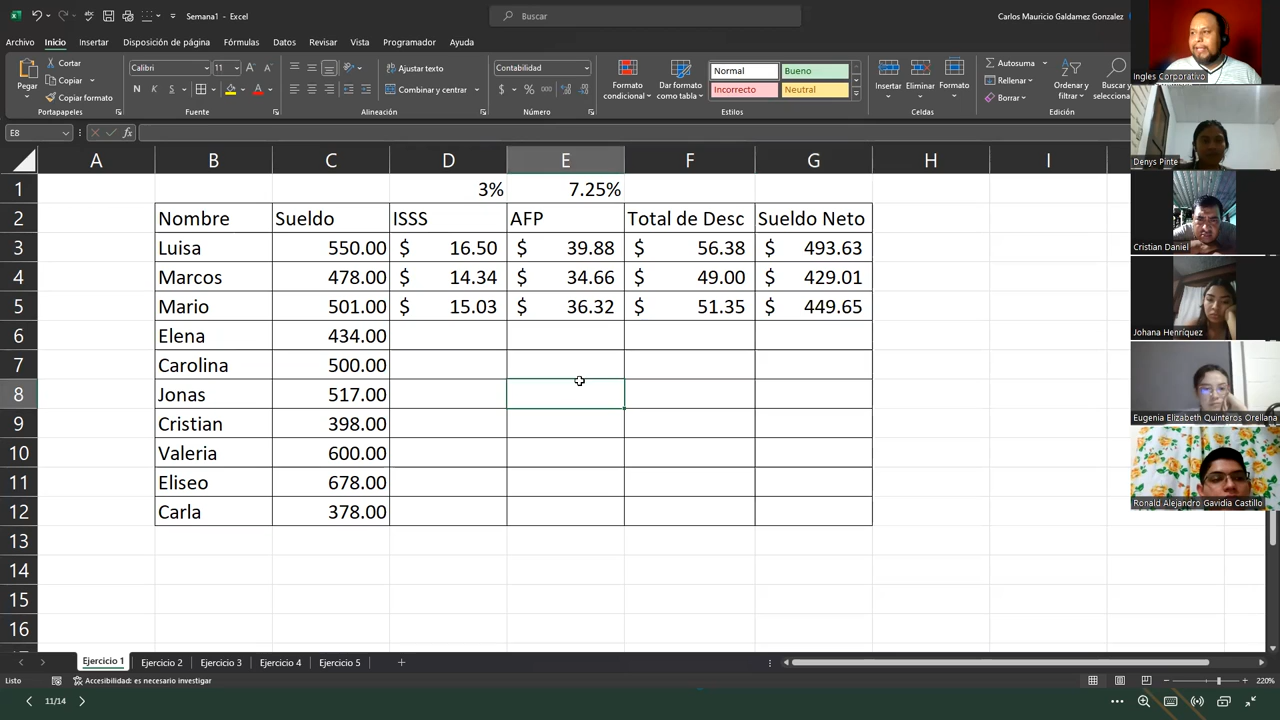 Semana1 - Excel
Buscar
Carlos Mauricio Galdamez Gonzalez
Archivo Inicio Insertar Disposición de página Fórmulas Datos Revisar Vista Programador Ayuda
Pegar
Cortar
Copiar
Copiar formato
Portapapeles
Calibri 11
N K S
Fuente
Ajustar texto
Combinar y centrar
Alineación
Contabilidad
$ % 000
Número
Formato condicional
Dar formato como tabla
Normal Bueno
Incorrecto Neutral
Estilos
Insertar Eliminar Formato
Celdas
Autosuma
Rellenar
Borrar
Ordenar y filtrar
Buscar y selecciona
Edición
E8 fx
A B C D E F G H I
1 3% 7.25%
2 Nombre Sueldo ISSS AFP Total de Desc Sueldo Neto
3 Luisa 550.00 $ 16.50 $ 39.88 $ 56.38 $ 493.63
4 Marcos 478.00 $ 14.34 $ 34.66 $ 49.00 $ 429.01
5 Mario 501.00 $ 15.03 $ 36.32 $ 51.35 $ 449.65
6 Elena 434.00
7 Carolina 500.00
8 Jonas 517.00
9 Cristian 398.00
10 Valeria 600.00
11 Eliseo 678.00
12 Carla 378.00
13
14
15
16
Ejercicio 1 Ejercicio 2 Ejercicio 3 Ejercicio 4 Ejercicio 5
Listo Accesibilidad: es necesario investigar 220%
11/14
Ingles Corporativo
Denys Pinte
Cristian Daniel
Johana Henríquez
Eugenia Elizabeth Quinteros Orellana
Ronald Alejandro Gavidia Castillo